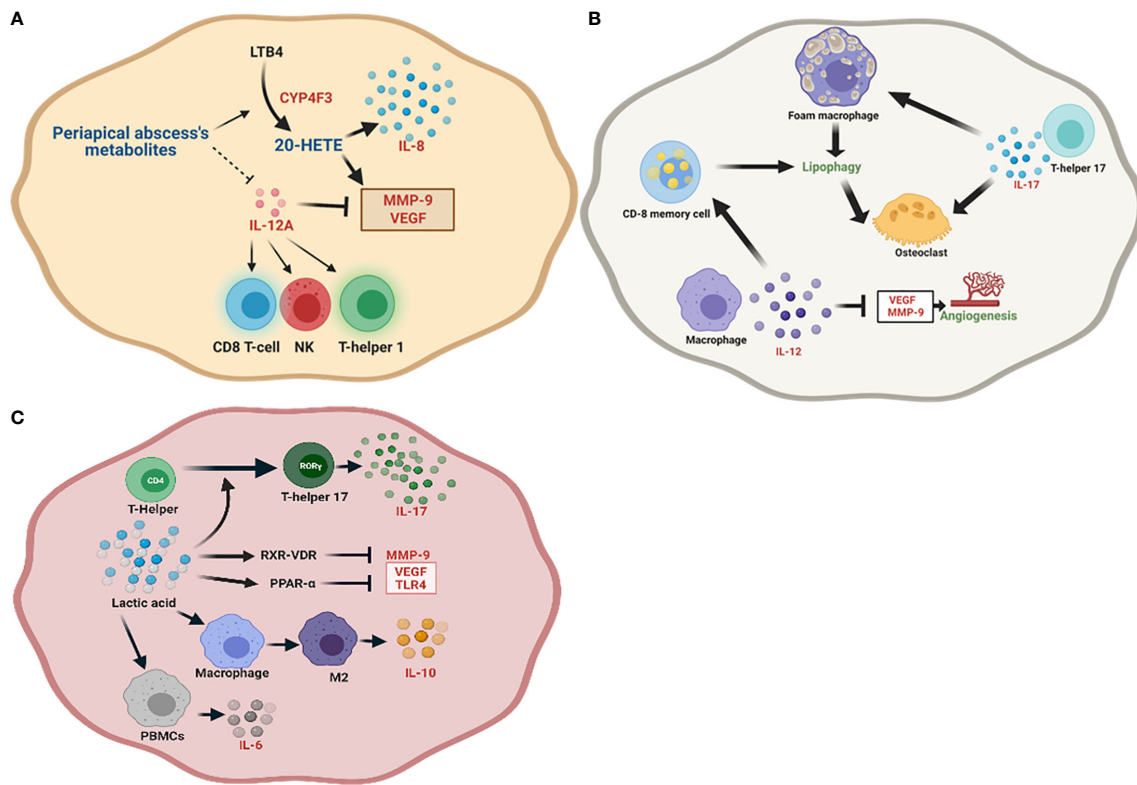 A
LTB4
CYP4F3
Periapical abscess's
metabolites
20-HETE
IL-8
MMP-9
VEGF
IL-12A
CD8 T-cell
NK
T-helper 1
B
Foam macrophage
T-helper 17
IL-17
Lipophagy
CD-8 memory cell
Osteoclast
Macrophage
IL-12
VEGF
MMP-9
Angiogenesis
C
CD4
T-Helper
RORγ
T-helper 17
IL-17
Lactic acid
RXR-VDR
MMP-9
PPAR-α
VEGF
TLR4
Macrophage
M2
IL-10
PBMCs
IL-6